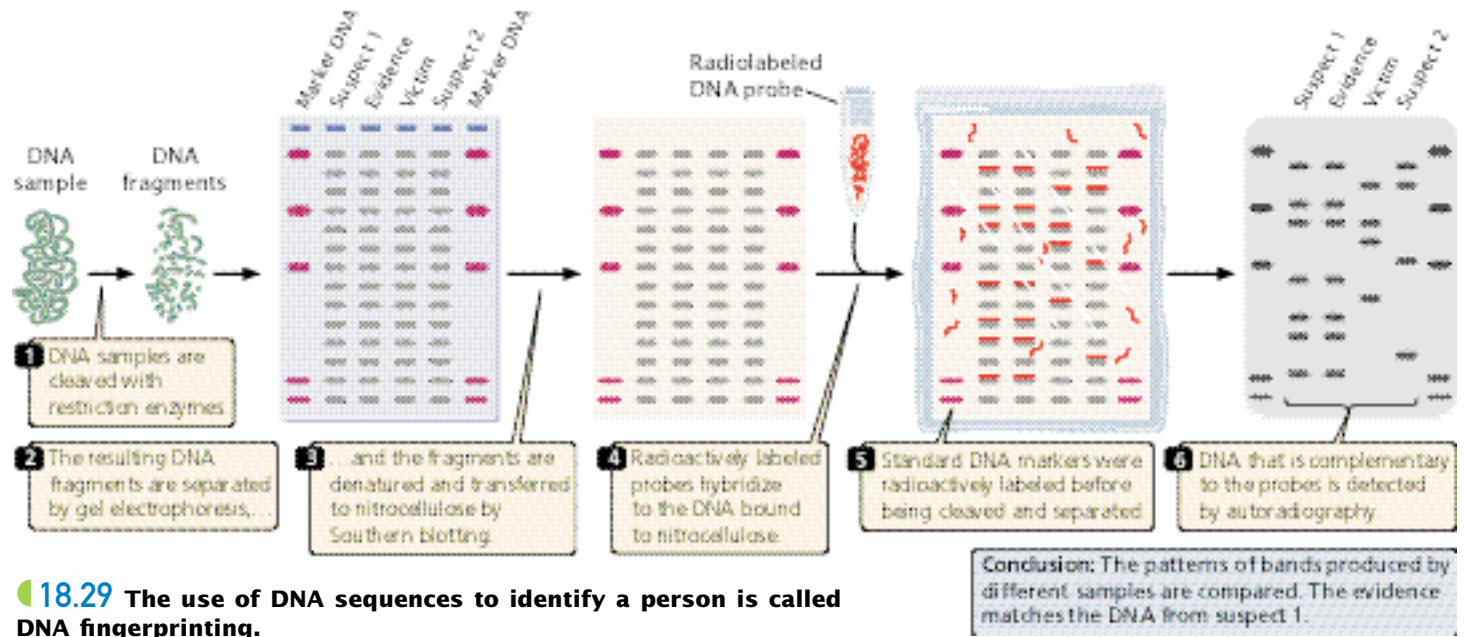 Marker DNA
Suspect 1
Evidence
Victim
Suspect 2
Marker DNA
Radiolabeled
DNA probe
Suspect 1
Evidence
Victim
Suspect 2
DNA
sample
DNA
fragments
1 DNA samples are
cleaved with
restriction enzymes.
2 The resulting DNA
fragments are separated
by gel electrophoresis,...
3 ...and the fragments are
denatured and transferred
to nitrocellulose by
Southern blotting.
4 Radioactively labeled
probes hybridize
to the DNA bound
to nitrocellulose.
5 Standard DNA markers were
radioactively labeled before
being cleaved and separated.
6 DNA that is complementary
to the probes is detected
by autoradiography.
Conclusion: The patterns of bands produced by
different samples are compared. The evidence
matches the DNA from suspect 1.
18.29 The use of DNA sequences to identify a person is called
DNA fingerprinting.